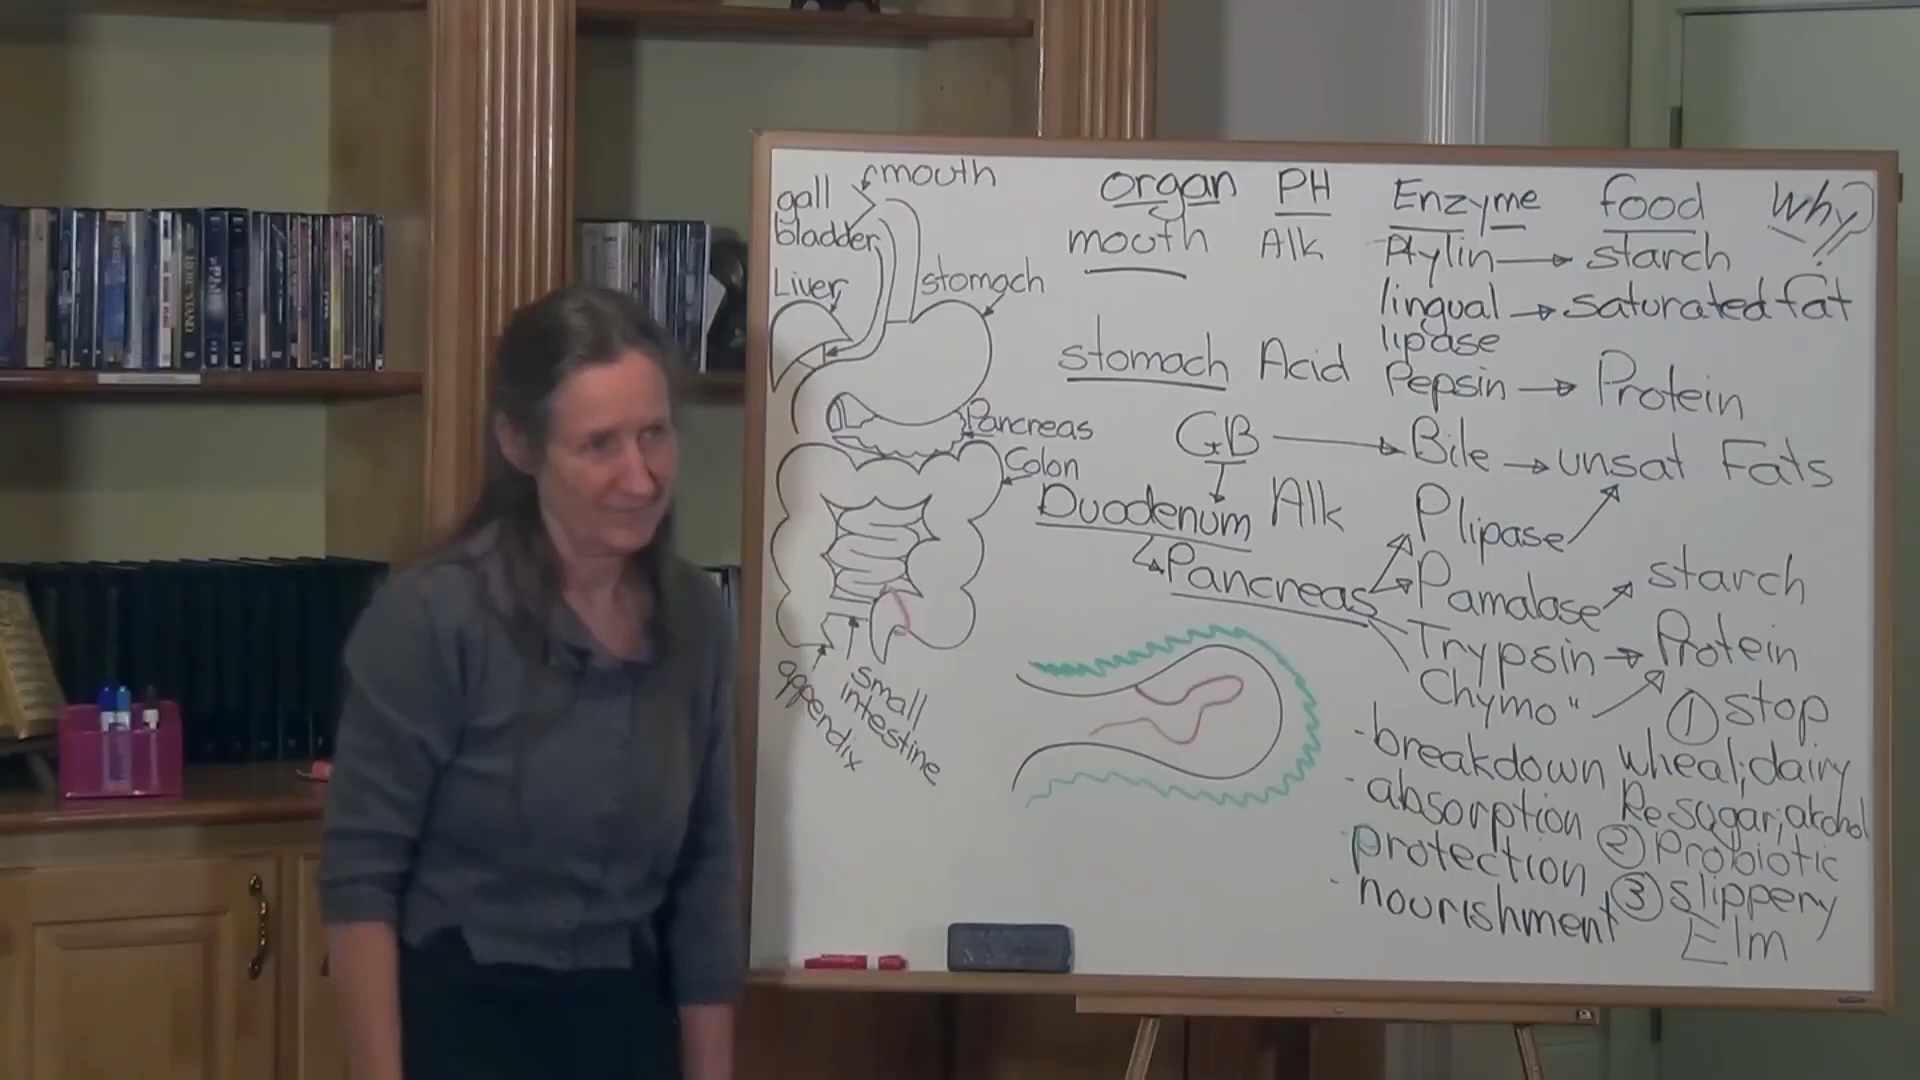 mouth
gall
bladder
Liver
stomach
Pancreas
Colon
appendix
small
intestine
organ PH Enzyme food Why?
mouth Alk Ptylin → starch
lingual → saturated fat
lipase
stomach Acid Pepsin → Protein
GB → Bile → unsat Fats
Duodenum Alk Plipase
Pancreas Pamalase starch
Trypsin → Protein
Chymo "
- breakdown
- absorption
- protection
- nourishment
① stop
wheat; dairy
Re sugar; alcohol
② Probiotic
③ slippery
Elm